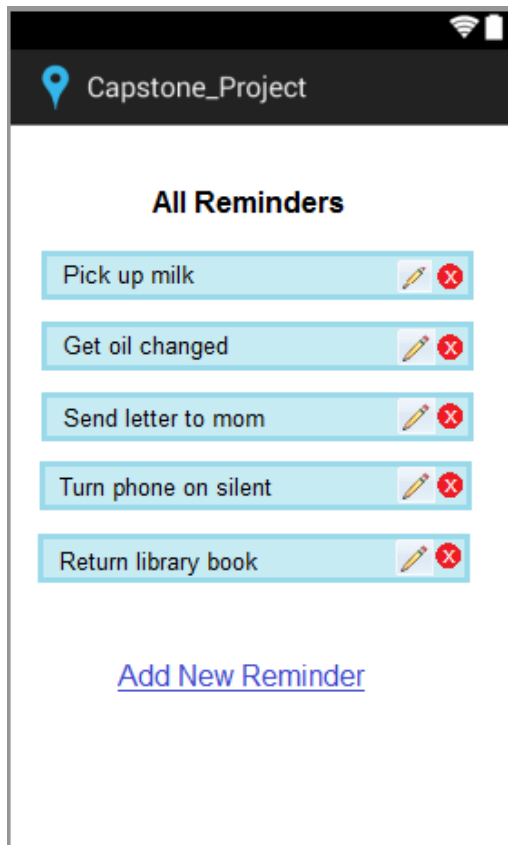 Capstone_Project
All Reminders
Pick up milk
Get oil changed
Send letter to mom
Turn phone on silent
Return library book
Add New Reminder